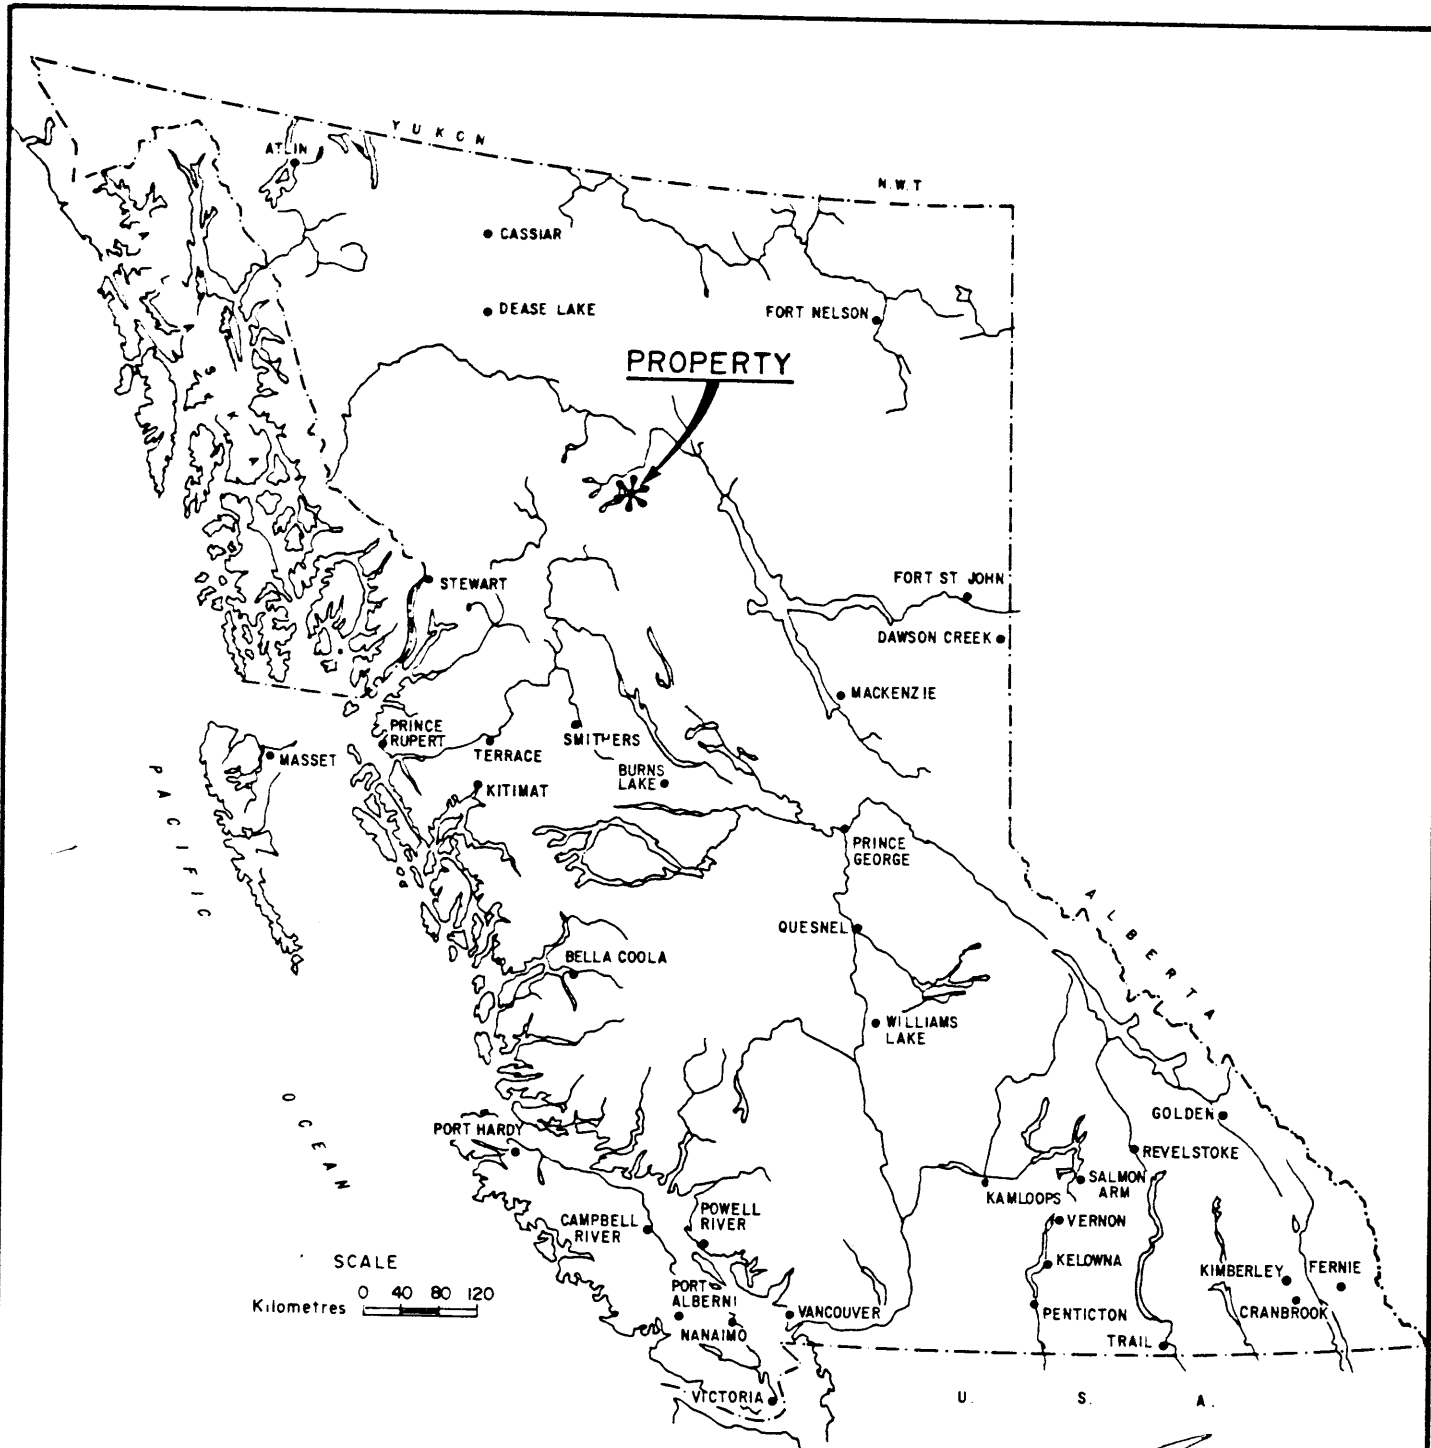 YUKON
N.W.T
ATLIN
CASSIAR
DEASE LAKE
FORT NELSON
PROPERTY
ALASKA
STEWART
FORT ST JOHN
DAWSON CREEK
MACKENZIE
PRINCE
RUPERT
MASSET
TERRACE
SMITHERS
KITIMAT
BURNS
LAKE
PRINCE
GEORGE
PACIFIC
OCEAN
QUESNEL
ALBERTA
BELLA COOLA
WILLIAMS
LAKE
GOLDEN
PORT HARDY
REVELSTOKE
SALMON
ARM
KAMLOOPS
CAMPBELL
RIVER
POWELL
RIVER
VERNON
KELOWNA
KIMBERLEY
FERNIE
SCALE
0 40 80 120
Kilometres
PORT
ALBERNI
NANAIMO
VANCOUVER
PENTICTON
CRANBROOK
TRAIL
VICTORIA
U. S. A.